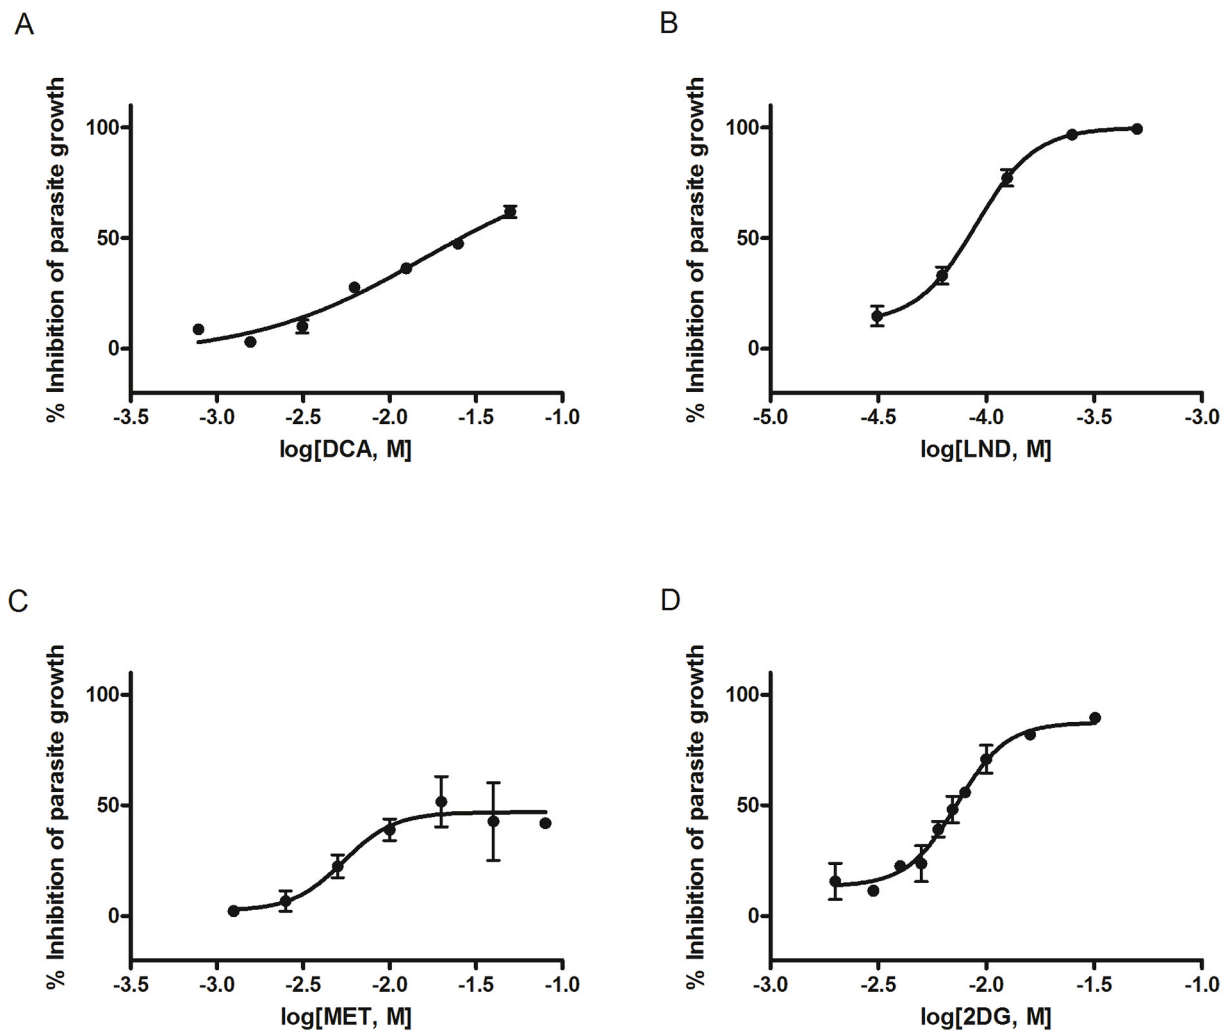 A
% Inhibition of parasite growth
100
50
0
-3.5 -3.0 -2.5 -2.0 -1.5 -1.0
log[DCA, M]
B
% Inhibition of parasite growth
100
50
0
-5.0 -4.5 -4.0 -3.5 -3.0
log[LND, M]
C
% Inhibition of parasite growth
100
50
0
-3.5 -3.0 -2.5 -2.0 -1.5 -1.0
log[MET, M]
D
% Inhibition of parasite growth
100
50
0
-3.0 -2.5 -2.0 -1.5 -1.0
log[2DG, M]